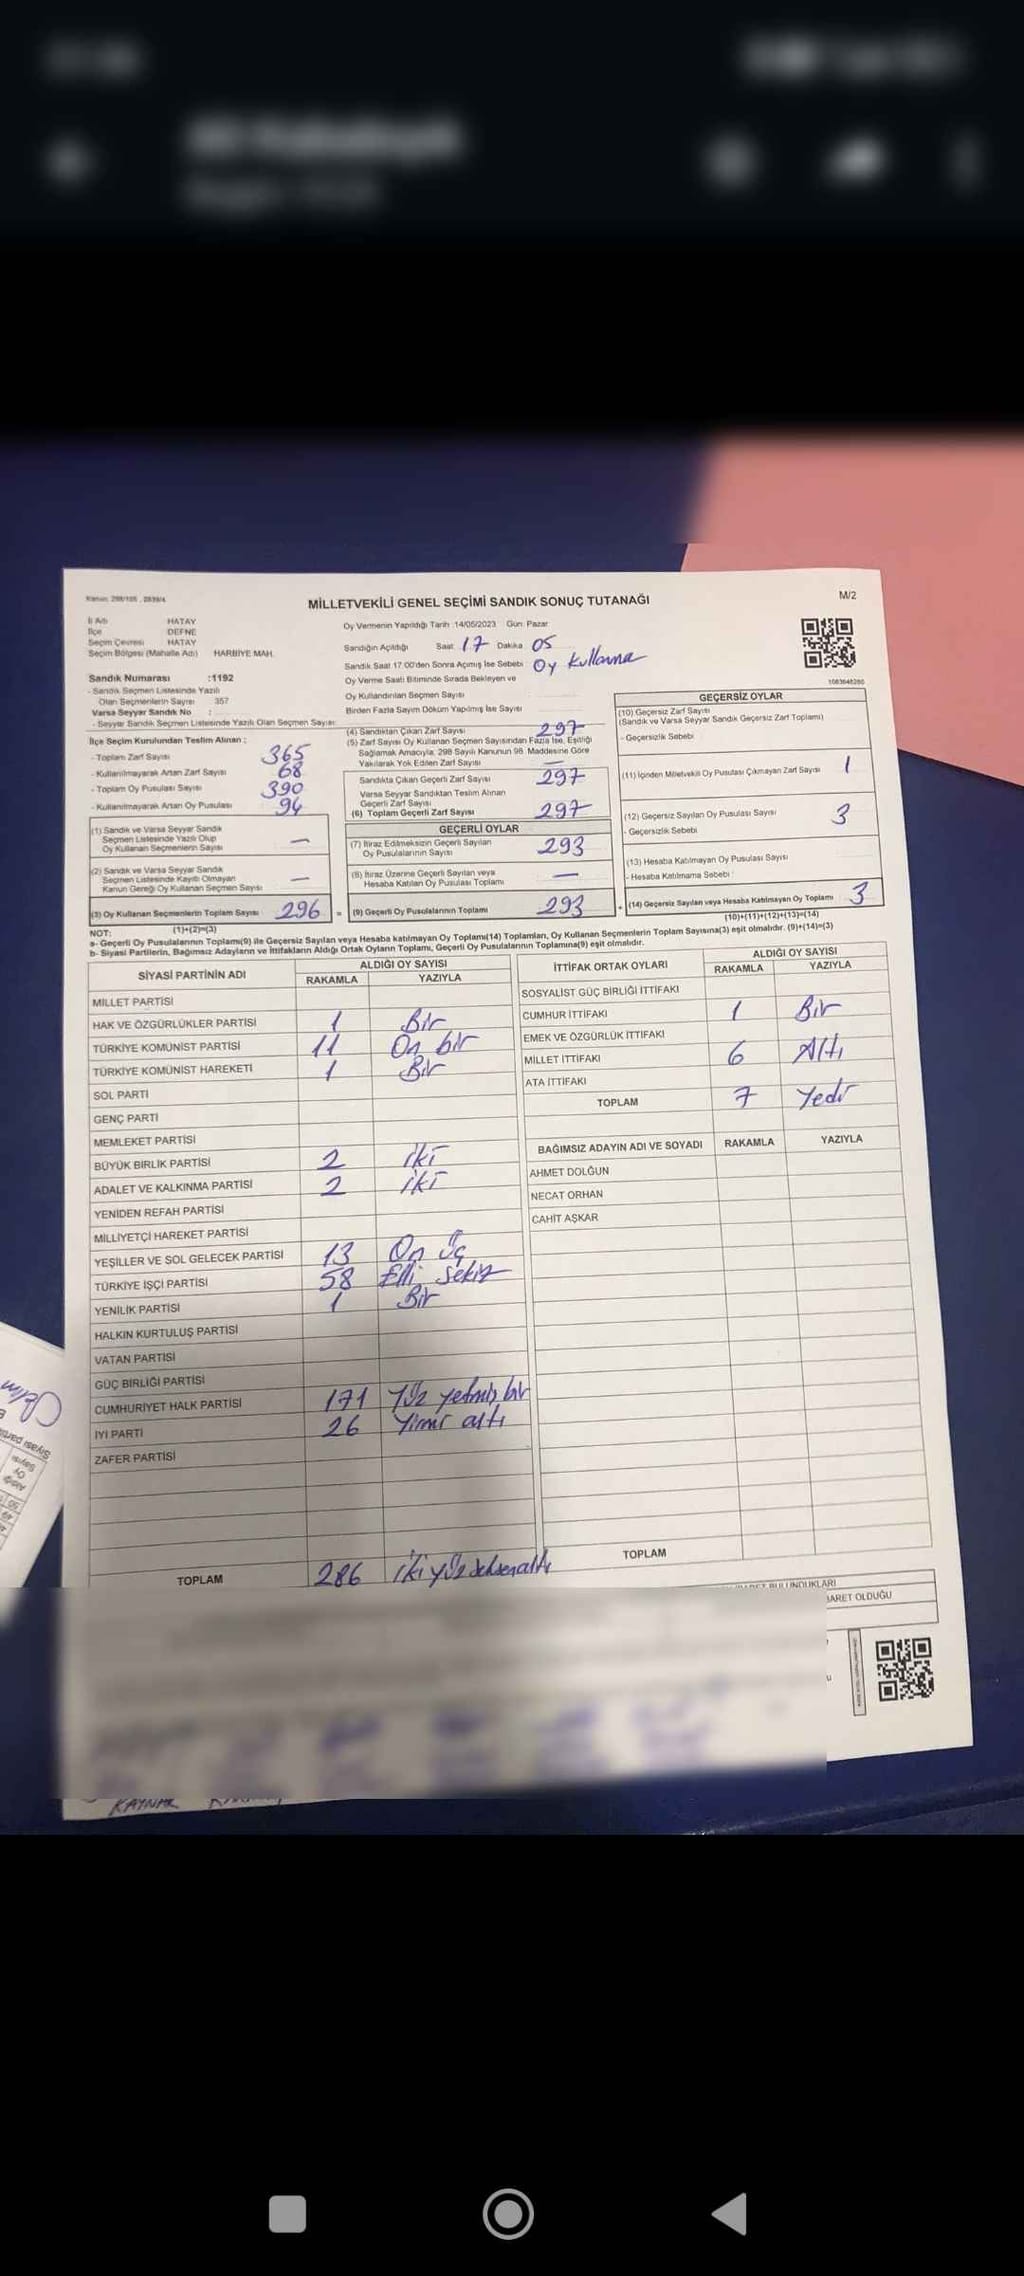 Kanun: 298/105 , 2839/4
MİLLETVEKİLİ GENEL SEÇİMİ SANDIK SONUÇ TUTANAĞI
M/2
İl Adı HATAY
İlçe DEFNE
Seçim Çevresi HATAY
Seçim Bölgesi (Mahalle Adı) HARBİYE MAH.
Oy Vermenin Yapıldığı Tarih :14/05/2023 Gün: Pazar
Sandığın Açıldığı Saat 17 Dakika 05
Sandık Saat 17.00'den Sonra Açımış İse Sebebi Oy kullanma
Oy Verme Saati Bitiminde Sırada Bekleyen ve
Oy Kullandırılan Seçmen Sayısı
Birden Fazla Sayım Döküm Yapılmış İse Sayısı
Sandık Numarası :1192
- Sandık Seçmen Listesinde Yazılı
Olan Seçmenlerin Sayısı 357
Varsa Seyyar Sandık No :
- Seyyar Sandık Seçmen Listesinde Yazılı Olan Seçmen Sayısı:
İlçe Seçim Kurulundan Teslim Alınan :
- Toplam Zarf Sayısı 365
- Kullanılmayarak Artan Zarf Sayısı 68
- Toplam Oy Pusulası Sayısı 390
- Kullanılmayarak Artan Oy Pusulası 94
(1) Sandık ve Varsa Seyyar Sandık
Seçmen Listesinde Yazılı Olup
Oy Kullanan Seçmenlerin Sayısı —
(2) Sandık ve Varsa Seyyar Sandık
Seçmen Listesinde Kayıtlı Olmayan
Kanun Gereği Oy Kullanan Seçmen Sayısı —
(3) Oy Kullanan Seçmenlerin Toplam Sayısı 296
(1)+(2)=(3)
(4) Sandıktan Çıkan Zarf Sayısı 297
(5) Zarf Sayısı Oy Kullanan Seçmen Sayısından Fazla İse, Eşitliği
Sağlamak Amacıyla, 298 Sayılı Kanunun 98. Maddesine Göre
Yakılarak Yok Edilen Zarf Sayısı —
Sandıkta Çıkan Geçerli Zarf Sayısı 297
Varsa Seyyar Sandıktan Teslim Alınan
Geçerli Zarf Sayısı
(6) Toplam Geçerli Zarf Sayısı 297
GEÇERLİ OYLAR
(7) İtiraz Edilmeksizin Geçerli Sayılan
Oy Pusulalarının Sayısı 293
(8) İtiraz Üzerine Geçerli Sayılan veya
Hesaba Katılan Oy Pusulası Toplamı —
= (9) Geçerli Oy Pusulalarının Toplamı 293 +
1083648260
GEÇERSİZ OYLAR
(10) Geçersiz Zarf Sayısı
(Sandık ve Varsa Seyyar Sandık Geçersiz Zarf Toplamı)
- Geçersizlik Sebebi
(11) İçinden Milletvekili Oy Pusulası Çıkmayan Zarf Sayısı 1
(12) Geçersiz Sayılan Oy Pusulası Sayısı 3
- Geçersizlik Sebebi
(13) Hesaba Katılmayan Oy Pusulası Sayısı
- Hesaba Katılmama Sebebi :
(14) Geçersiz Sayılan veya Hesaba Katılmayan Oy Toplamı 3
(10)+(11)+(12)+(13)=(14)
NOT:
a- Geçerli Oy Pusulalarının Toplamı(9) ile Geçersiz Sayılan veya Hesaba katılmayan Oy Toplamı(14) Toplamları, Oy Kullanan Seçmenlerin Toplam Sayısına(3) eşit olmalıdır. (9)+(14)=(3)
b- Siyasi Partilerin, Bağımsız Adayların ve İttifakların Aldığı Ortak Oyların Toplamı, Geçerli Oy Pusulalarının Toplamına(9) eşit olmalıdır.
SİYASİ PARTİNİN ADI ALDIĞI OY SAYISI
RAKAMLA YAZIYLA
MİLLET PARTİSİ
HAK VE ÖZGÜRLÜKLER PARTİSİ 1 Bir
TÜRKİYE KOMÜNİST PARTİSİ 11 On bir
TÜRKİYE KOMÜNİST HAREKETİ 1 Bir
SOL PARTİ
GENÇ PARTİ
MEMLEKET PARTİSİ
BÜYÜK BİRLİK PARTİSİ 2 iki
ADALET VE KALKINMA PARTİSİ 2 iki
YENİDEN REFAH PARTİSİ
MİLLİYETÇİ HAREKET PARTİSİ
YEŞİLLER VE SOL GELECEK PARTİSİ 13 On üç
TÜRKİYE İŞÇİ PARTİSİ 58 Elli sekiz
YENİLİK PARTİSİ 1 Bir
HALKIN KURTULUŞ PARTİSİ
VATAN PARTİSİ
GÜÇ BİRLİĞİ PARTİSİ
CUMHURİYET HALK PARTİSİ 171 Yüz yetmiş bir
İYİ PARTİ 26 Yirmi altı
ZAFER PARTİSİ
TOPLAM 286 iki yüz seksen altı
İTTİFAK ORTAK OYLARI ALDIĞI OY SAYISI
RAKAMLA YAZIYLA
SOSYALİST GÜÇ BİRLİĞİ İTTİFAKI
CUMHUR İTTİFAKI 1 Bir
EMEK VE ÖZGÜRLÜK İTTİFAKI
MİLLET İTTİFAKI 6 Altı
ATA İTTİFAKI
TOPLAM 7 Yedi
BAĞIMSIZ ADAYIN ADI VE SOYADI RAKAMLA YAZIYLA
AHMET DOLĞUN
NECAT ORHAN
CAHİT AŞKAR
TOPLAM
BULUNDUKLARI
BARET OLDUĞU
KAYNAR